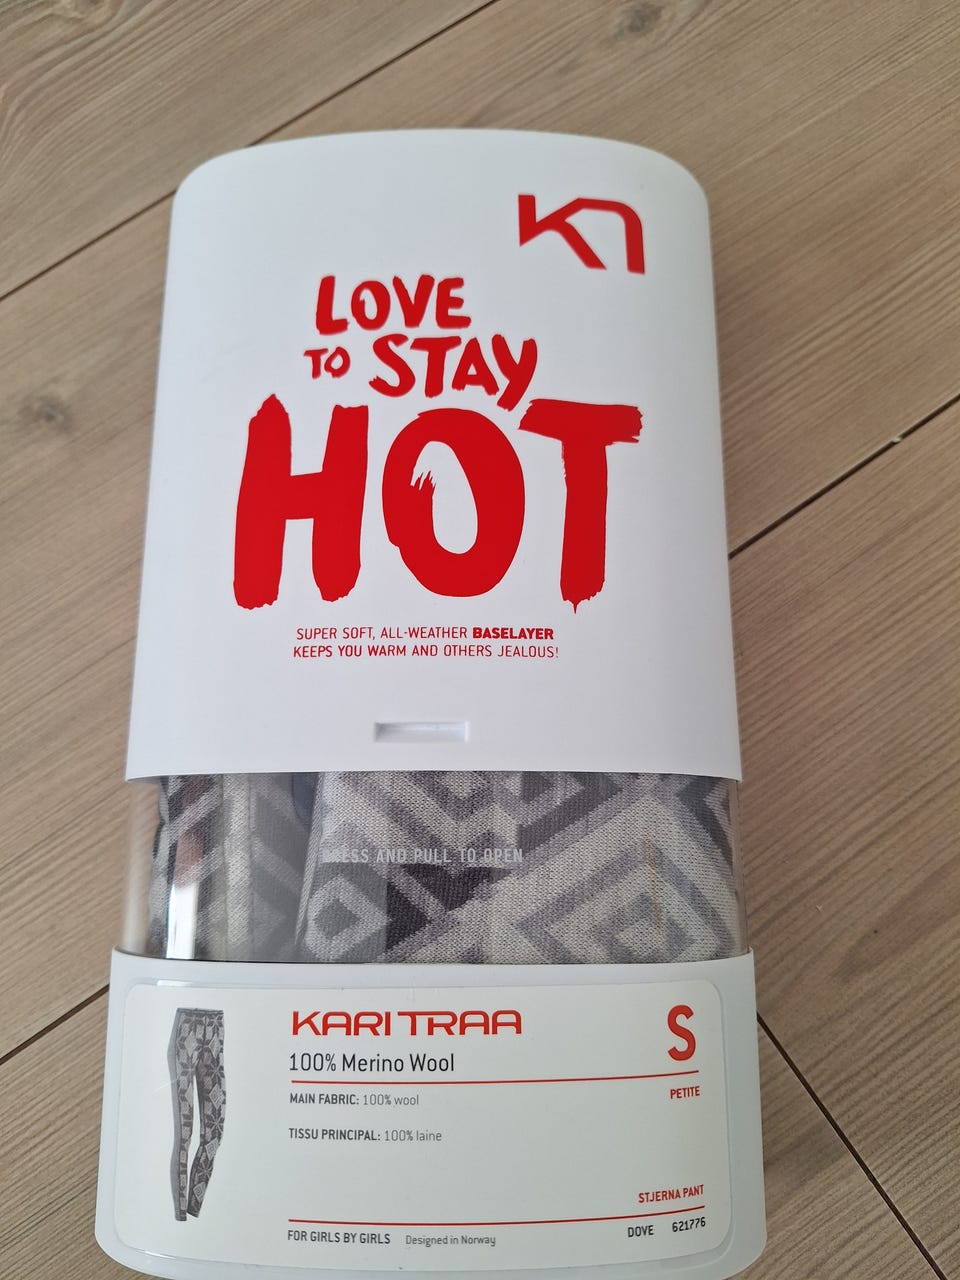 LOVE
TO STAY
HOT
SUPER SOFT, ALL-WEATHER BASELAYER
KEEPS YOU WARM AND OTHERS JEALOUS!
PRESS AND PULL TO OPEN
KARI TRAA
S
100% Merino Wool
PETITE
MAIN FABRIC: 100% wool
TISSU PRINCIPAL: 100% laine
STJERNA PANT
FOR GIRLS BY GIRLS Designed in Norway DOVE 621776